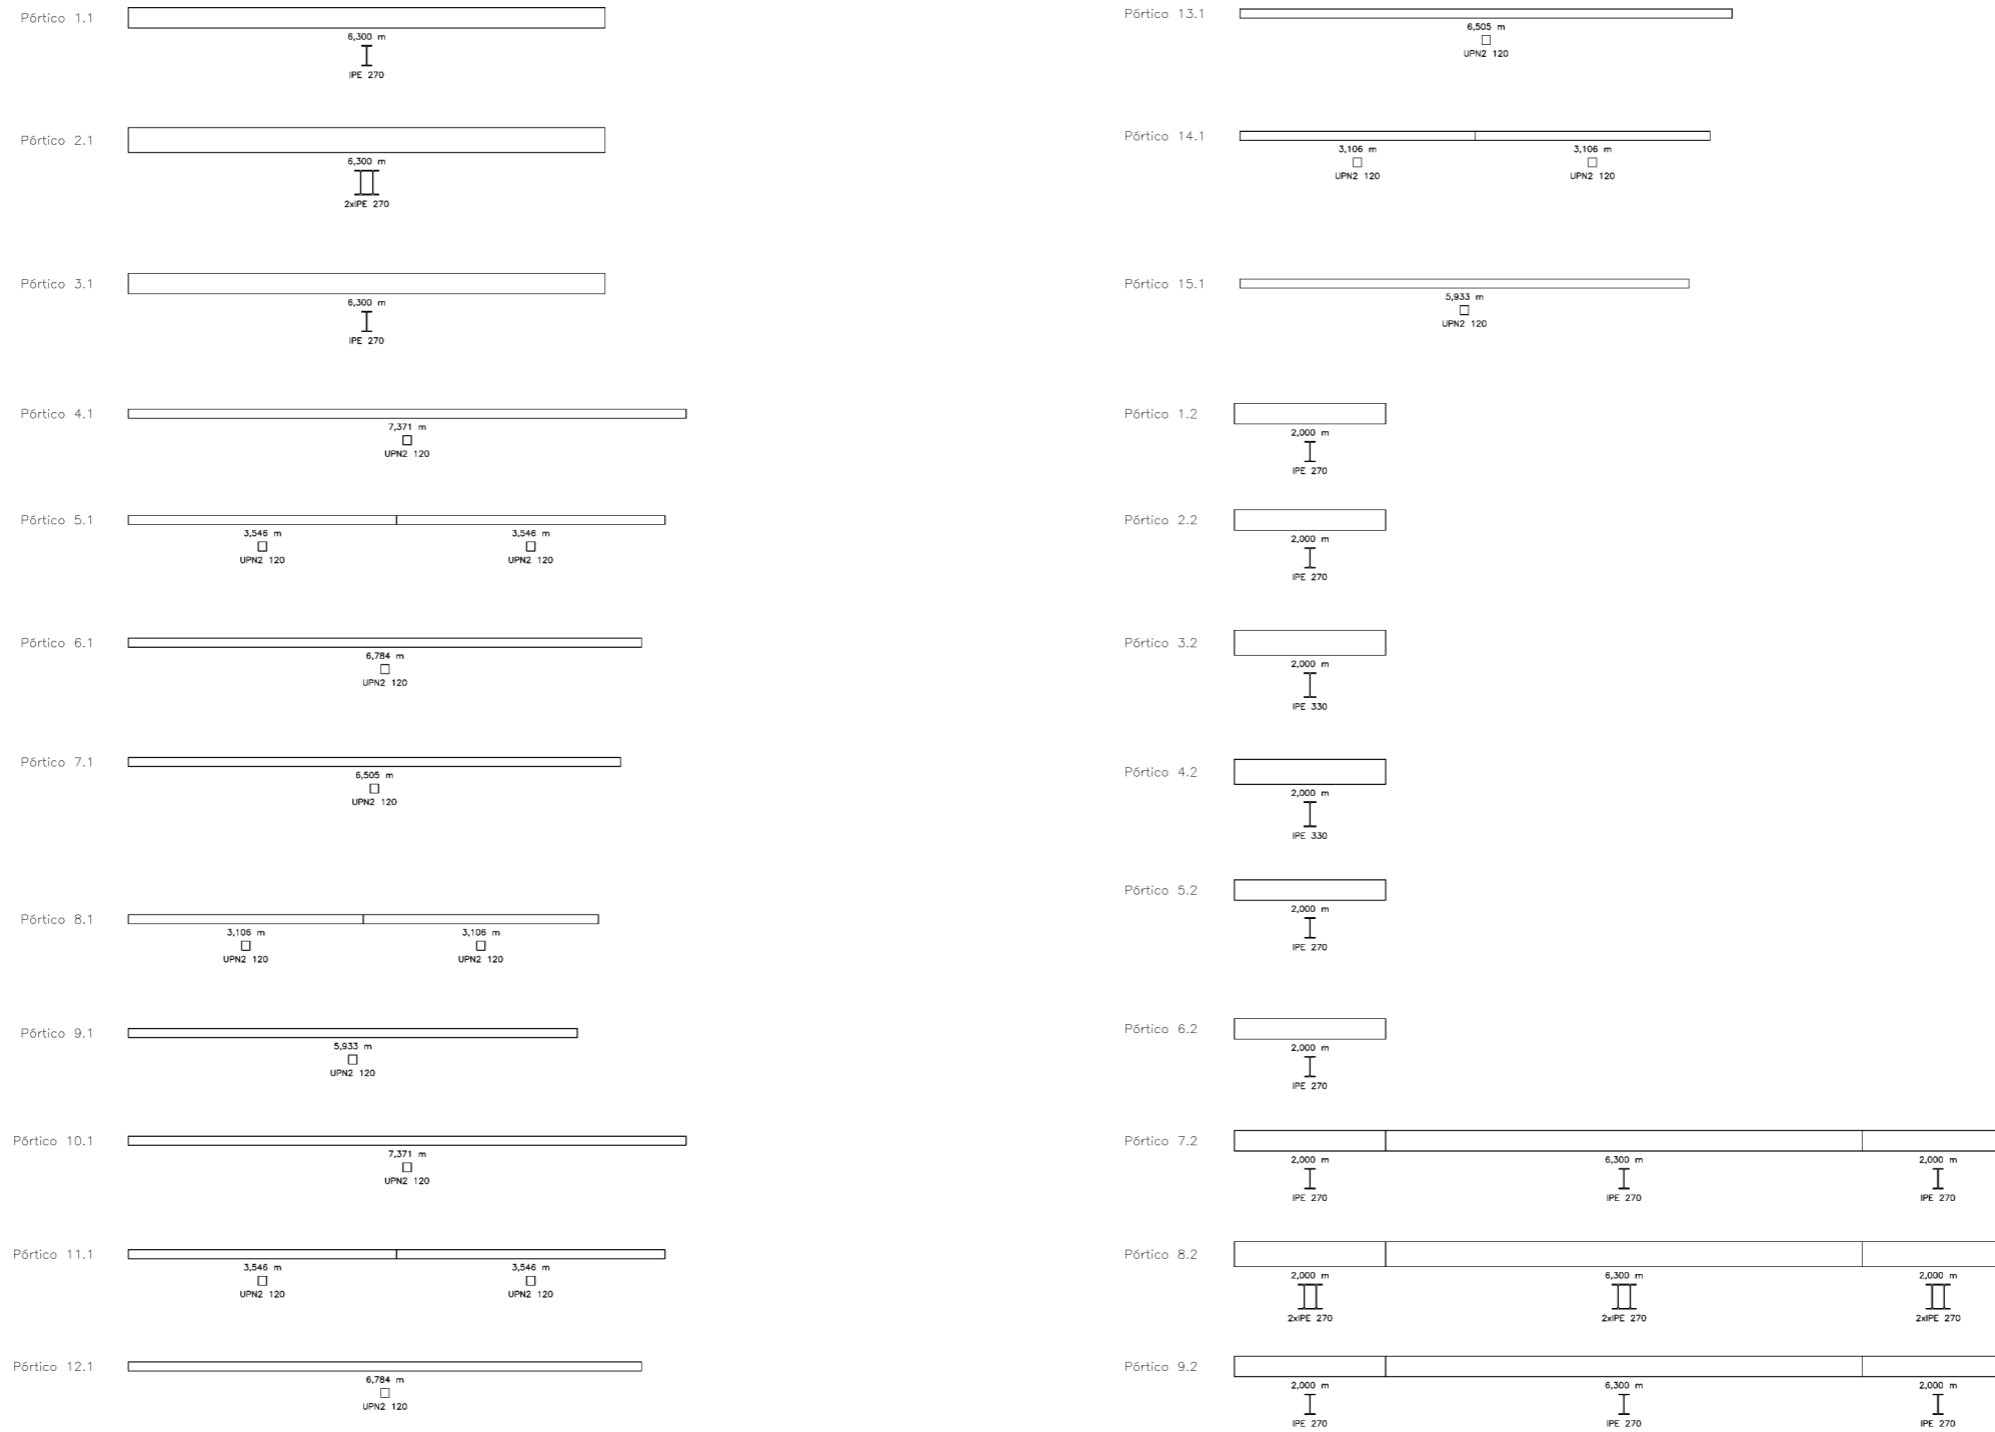 Pórtico 1.1
6,300 m
IPE 270
Pórtico 2.1
6,300 m
2xIPE 270
Pórtico 3.1
6,300 m
IPE 270
Pórtico 4.1
7,371 m
UPN2 120
Pórtico 5.1
3,546 m 3,546 m
UPN2 120 UPN2 120
Pórtico 6.1
6,784 m
UPN2 120
Pórtico 7.1
6,505 m
UPN2 120
Pórtico 8.1
3,106 m 3,106 m
UPN2 120 UPN2 120
Pórtico 9.1
5,933 m
UPN2 120
Pórtico 10.1
7,371 m
UPN2 120
Pórtico 11.1
3,546 m 3,546 m
UPN2 120 UPN2 120
Pórtico 12.1
6,784 m
UPN2 120
Pórtico 13.1
6,505 m
UPN2 120
Pórtico 14.1
3,106 m 3,106 m
UPN2 120 UPN2 120
Pórtico 15.1
5,933 m
UPN2 120
Pórtico 1.2
2,000 m
IPE 270
Pórtico 2.2
2,000 m
IPE 270
Pórtico 3.2
2,000 m
IPE 330
Pórtico 4.2
2,000 m
IPE 330
Pórtico 5.2
2,000 m
IPE 270
Pórtico 6.2
2,000 m
IPE 270
Pórtico 7.2
2,000 m 6,300 m 2,000 m
IPE 270 IPE 270 IPE 270
Pórtico 8.2
2,000 m 6,300 m 2,000 m
2xIPE 270 2xIPE 270 2xIPE 270
Pórtico 9.2
2,000 m 6,300 m 2,000 m
IPE 270 IPE 270 IPE 270